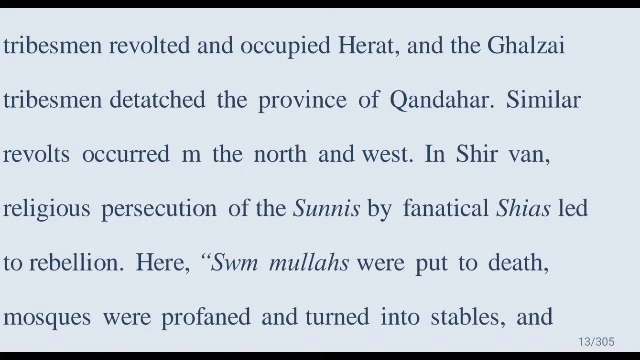 tribesmen revolted and occupied Herat, and the Ghalzai
tribesmen detatched the province of Qandahar. Similar
revolts occurred m the north and west. In Shir van,
religious persecution of the Sunnis by fanatical Shias led
to rebellion. Here, “Swm mullahs were put to death,
mosques were profaned and turned into stables, and
13/305